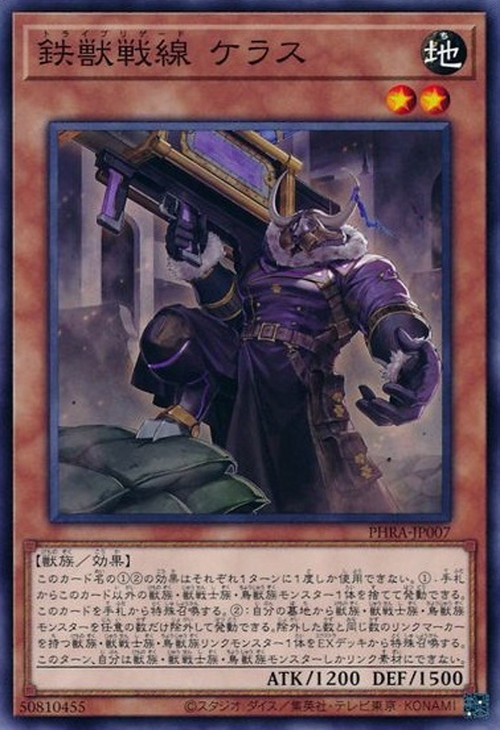 トライブリゲード
鉄獣戦線 ケラス
ち
地
PHRA-JP007
【獣族/効果】
このカード名の①②の効果はそれぞれ1ターンに1度しか使用できない。①：手札
からこのカード以外の獣族・獣戦士族・鳥獣族モンスター1体を捨てて発動できる。
このカードを手札から特殊召喚する。②：自分の墓地から獣族・獣戦士族・鳥獣族
モンスターを任意の数だけ除外して発動できる。除外した数と同じ数のリンクマーカー
を持つ獣族・獣戦士族・鳥獣族リンクモンスター1体をEXデッキから特殊召喚する。
このターン、自分は獣族・獣戦士族・鳥獣族モンスターしかリンク素材にできない。
ATK/1200 DEF/1500
50810455 ©スタジオ・ダイス/集英社・テレビ東京・KONAMI